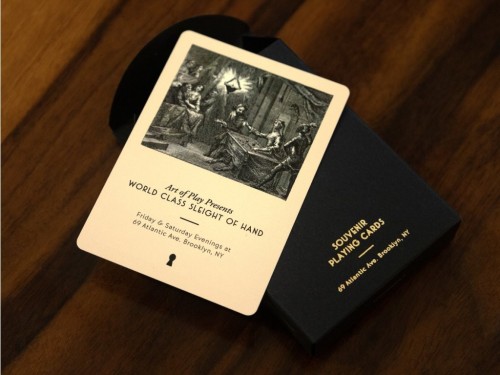 Art of Play Presents
WORLD CLASS SLEIGHT OF HAND
Friday & Saturday Evenings at
69 Atlantic Ave. Brooklyn, NY
SOUVENIR
PLAYING CARDS
69 Atlantic Ave. Brooklyn, NY